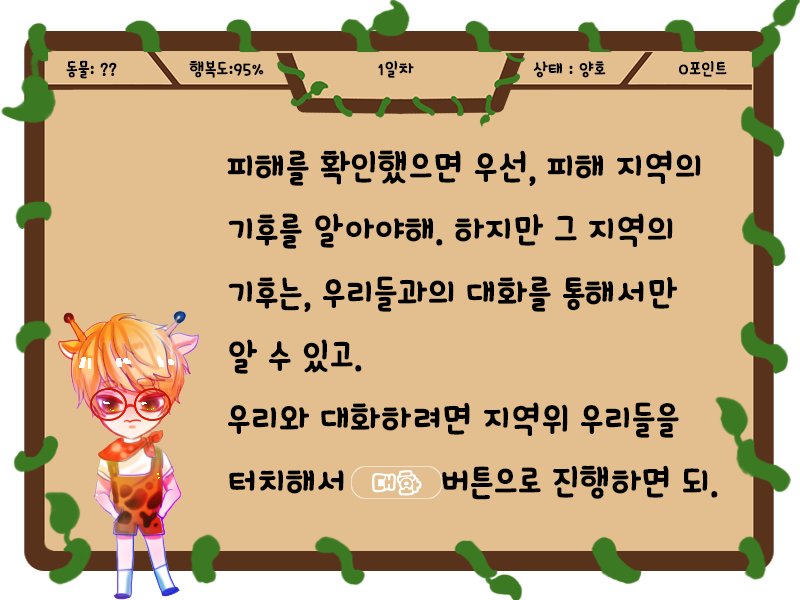 동물: ?? 행복도:95% 1일차 상태 : 양호 0포인트
피해를 확인했으면 우선, 피해 지역의
기후를 알아야해. 하지만 그 지역의
기후는, 우리들과의 대화를 통해서만
알 수 있고.
우리와 대화하려면 지역위 우리들을
터치해서 대화 버튼으로 진행하면 되.